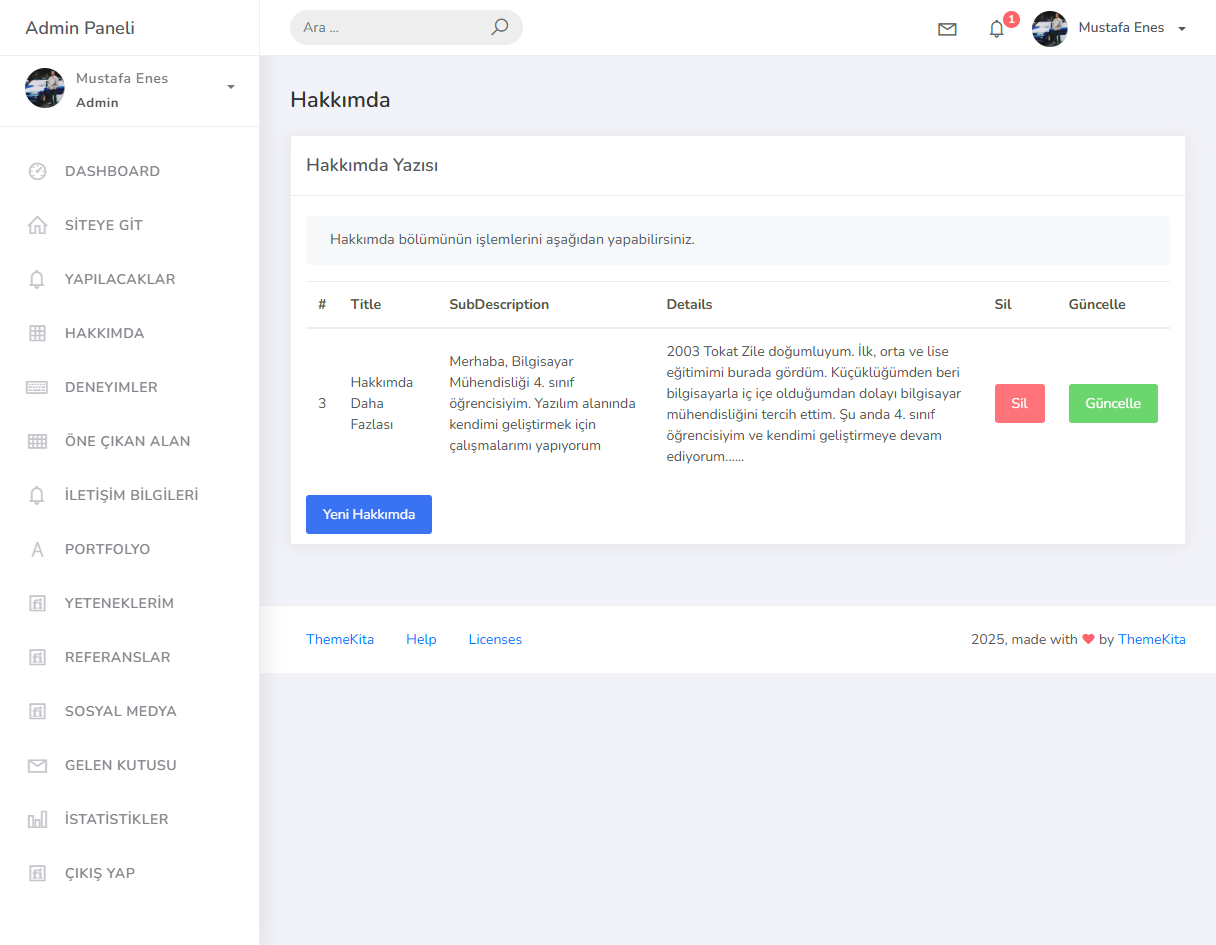 Admin Paneli
Ara ...
1
Mustafa Enes
Mustafa Enes
Admin
DASHBOARD
SİTEYE GİT
YAPILACAKLAR
HAKKIMDA
DENEYIMLER
ÖNE ÇIKAN ALAN
İLETİŞİM BİLGİLERİ
PORTFOLYO
YETENEKLERİM
REFERANSLAR
SOSYAL MEDYA
GELEN KUTUSU
İSTATİSTİKLER
ÇIKIŞ YAP
Hakkımda
Hakkımda Yazısı
Hakkımda bölümünün işlemlerini aşağıdan yapabilirsiniz.
# Title SubDescription Details Sil Güncelle
3
Hakkımda
Daha
Fazlası
Merhaba, Bilgisayar
Mühendisliği 4. sınıf
öğrencisiyim. Yazılım alanında
kendimi geliştirmek için
çalışmalarımı yapıyorum
2003 Tokat Zile doğumluyum. İlk, orta ve lise
eğitimimi burada gördüm. Küçüklüğümden beri
bilgisayarla iç içe olduğumdan dolayı bilgisayar
mühendisliğini tercih ettim. Şu anda 4. sınıf
öğrencisiyim ve kendimi geliştirmeye devam
ediyorum......
Sil
Güncelle
Yeni Hakkımda
ThemeKita Help Licenses
2025, made with ❤ by ThemeKita